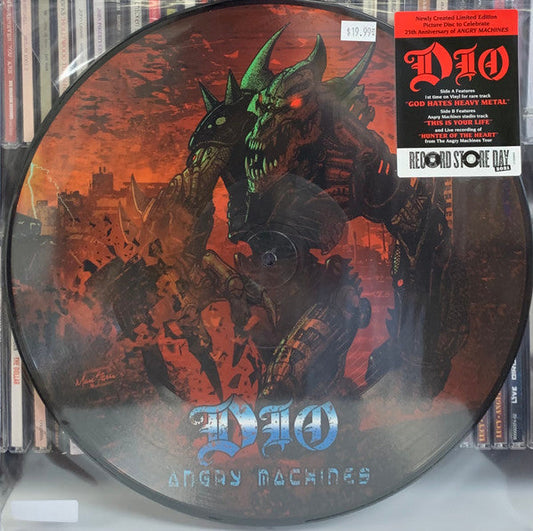 $19.99
Newly Created Limited Edition
Picture Disc to Celebrate
25th Anniversary of ANGRY MACHINES
DIO
Side A Features
1st time on Vinyl for rare track
"GOD HATES HEAVY METAL"
Side B Features
Angry Machines studio track
"THIS IS YOUR LIFE"
and Live recording of
"HUNTER OF THE HEART"
from The Angry Machines Tour
RECORD STORE DAY
2021
DIO
ANGRY MACHINES